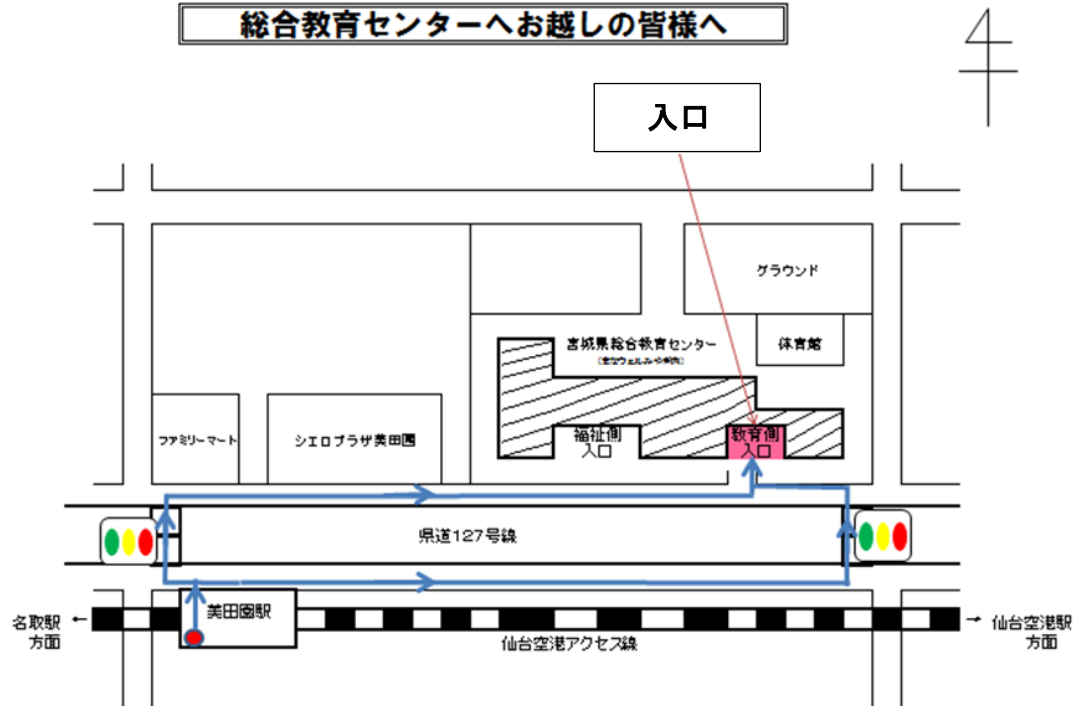 総合教育センターへお越しの皆様へ
入口
グラウンド
宮城県総合教育センター
体育館
ファミリーマート
シエロプラザ美田園
福祉側
入口
教育側
入口
県道127号線
美田園駅
名取駅
方面
←
仙台空港アクセス線
→
仙台空港駅
方面